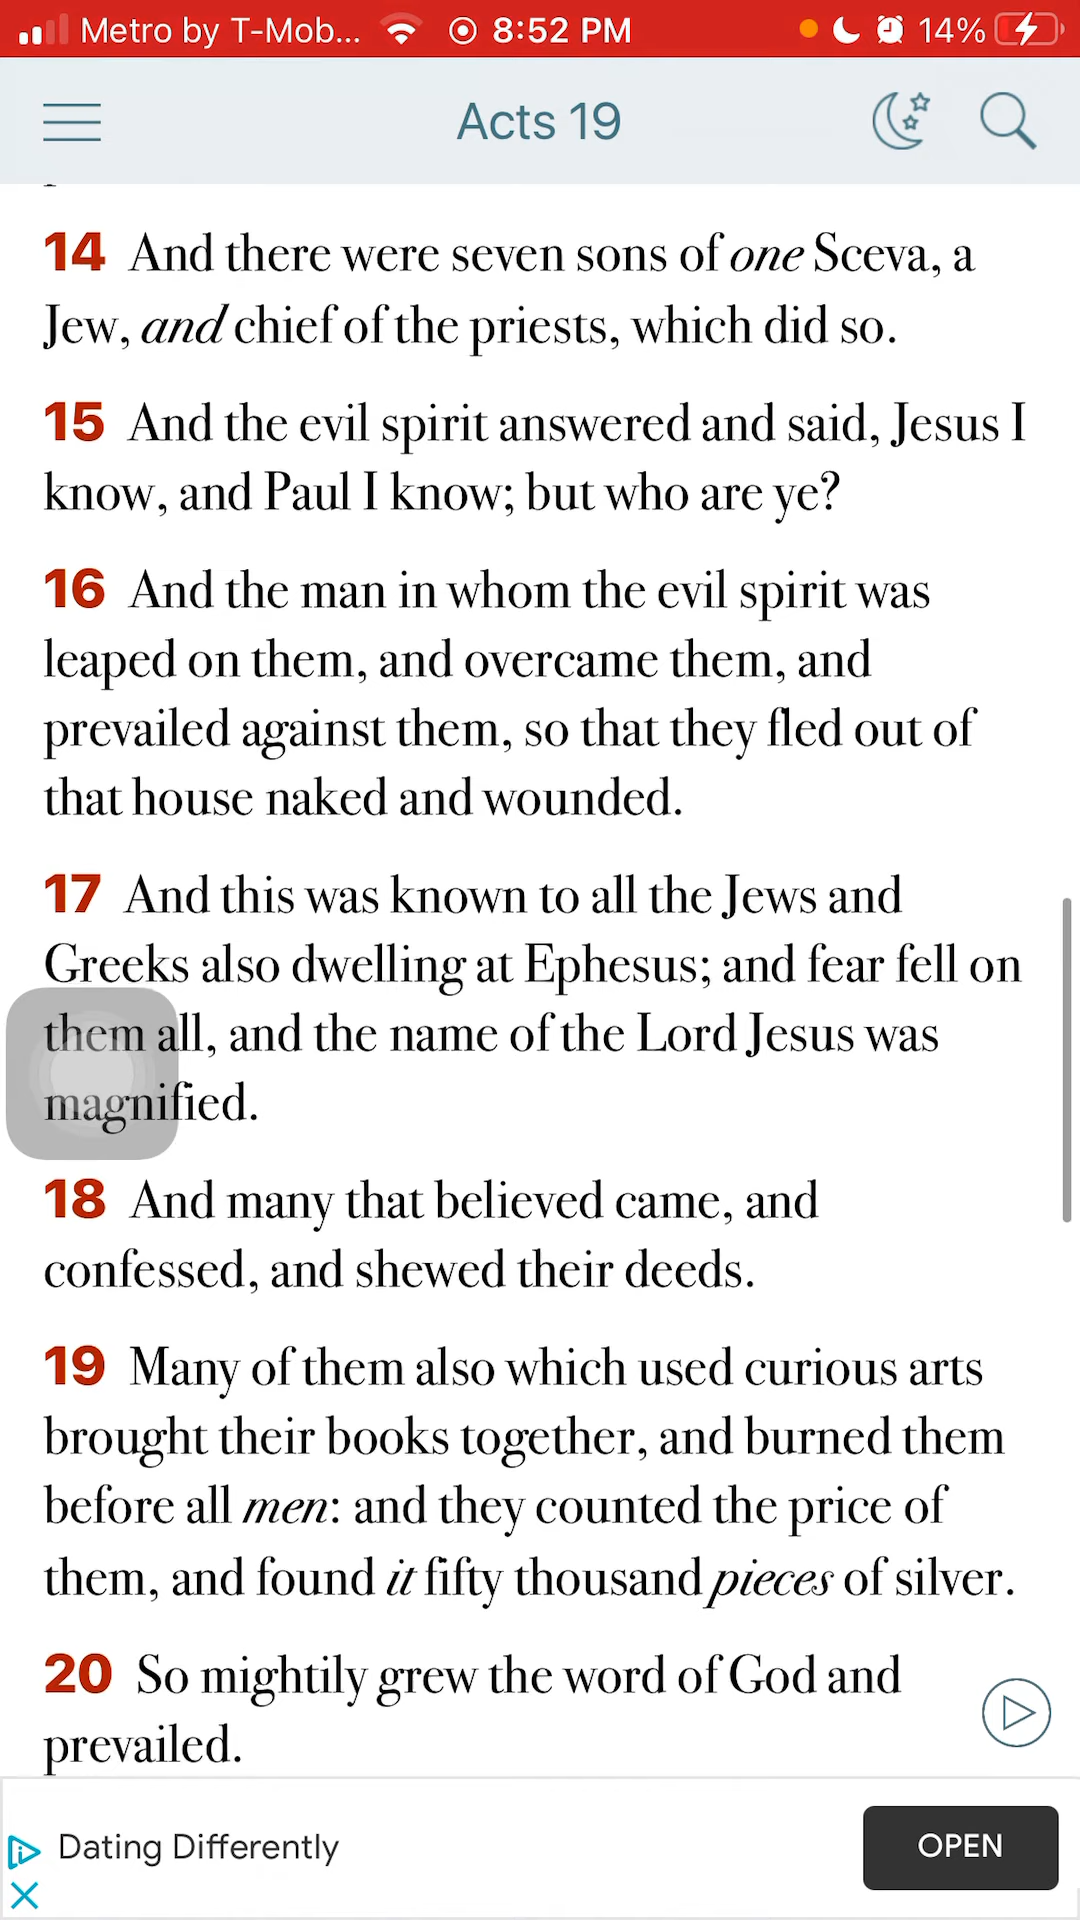 Metro by T-Mob... 8:52 PM 14%
Acts 19
14 And there were seven sons of one Sceva, a
Jew, and chief of the priests, which did so.
15 And the evil spirit answered and said, Jesus I
know, and Paul I know; but who are ye?
16 And the man in whom the evil spirit was
leaped on them, and overcame them, and
prevailed against them, so that they fled out of
that house naked and wounded.
17 And this was known to all the Jews and
Greeks also dwelling at Ephesus; and fear fell on
them all, and the name of the Lord Jesus was
magnified.
18 And many that believed came, and
confessed, and shewed their deeds.
19 Many of them also which used curious arts
brought their books together, and burned them
before all men: and they counted the price of
them, and found it fifty thousand pieces of silver.
20 So mightily grew the word of God and
prevailed.
Dating Differently
OPEN